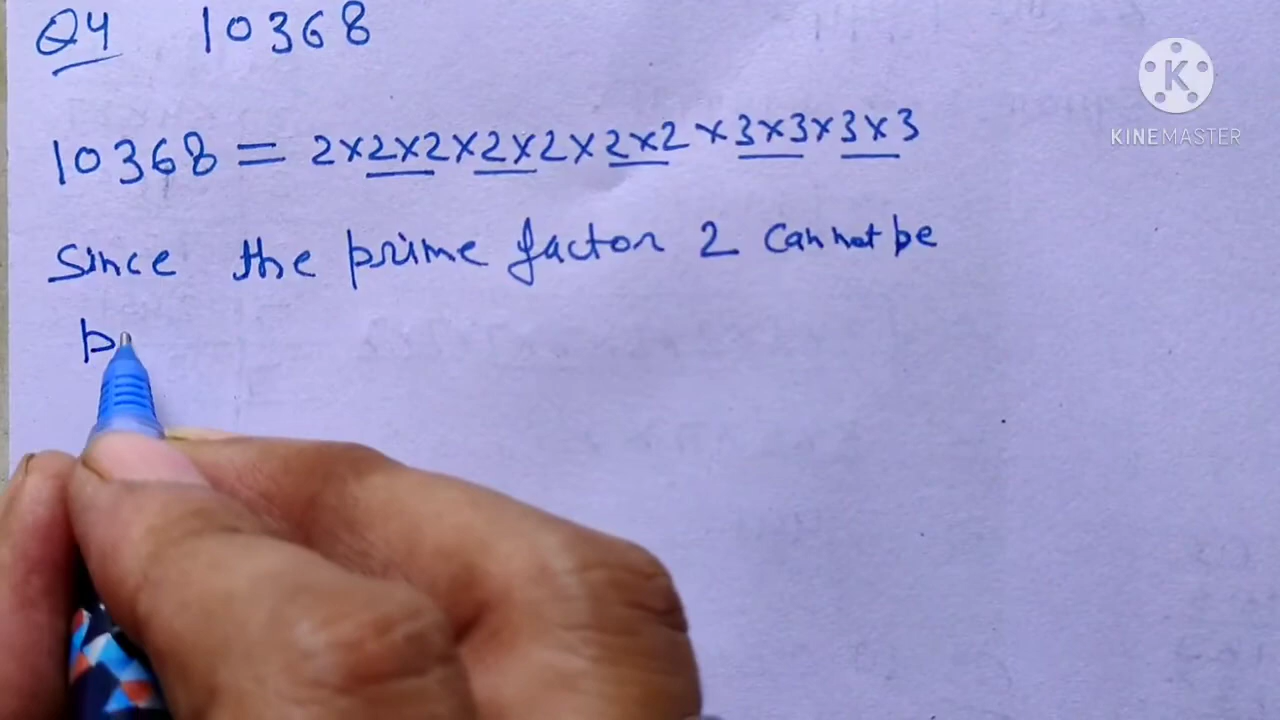 Q4 10368
K
KINEMASTER
10368 = 2×2×2×2×2×2×2×3×3×3×3
Since the prime factor 2 cannot be
p